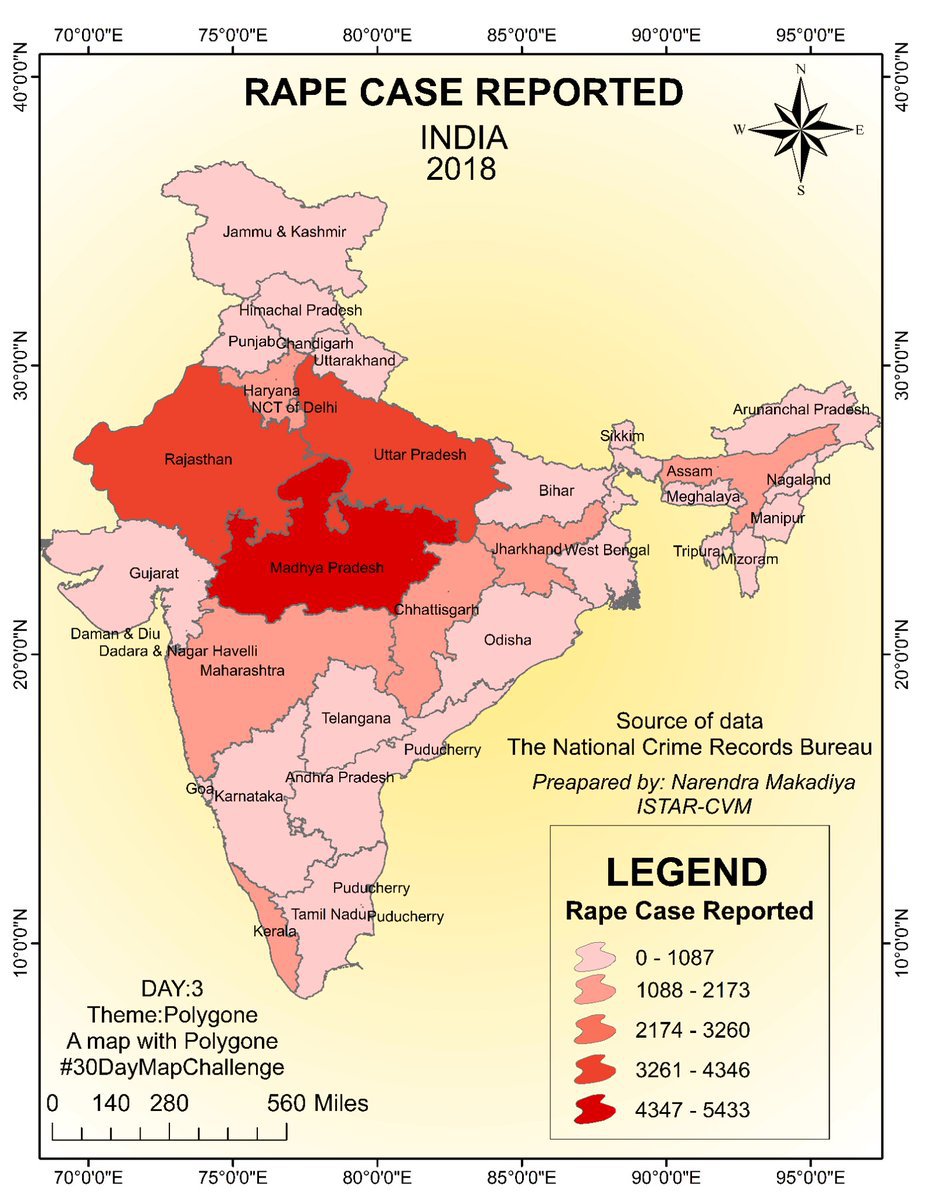 70°0'0"E 75°0'0"E 80°0'0"E 85°0'0"E 90°0'0"E 95°0'0"E
40°0'0"N
40°0'0"N
RAPE CASE REPORTED
INDIA
2018
N
W E
S
Jammu & Kashmir
Himachal Pradesh
Punjab Chandigarh
Uttarakhand
30°0'0"N
30°0'0"N
Haryana
NCT of Delhi
Arunanchal Pradesh
Sikkim
Rajasthan
Uttar Pradesh
Assam
Nagaland
Bihar
Meghalaya
Manipur
Jharkhand West Bengal
Tripura Mizoram
Gujarat
Madhya Pradesh
Chhattisgarh
Daman & Diu
Odisha
Dadara & Nagar Havelli
Maharashtra
20°0'0"N
20°0'0"N
Telangana
Puducherry
Andhra Pradesh
Goa Karnataka
Source of data
The National Crime Records Bureau
Preapared by: Narendra Makadiya
ISTAR-CVM
Puducherry
Tamil Nadu Puducherry
Kerala
10°0'0"N
10°0'0"N
LEGEND
Rape Case Reported
0 - 1087
1088 - 2173
2174 - 3260
3261 - 4346
4347 - 5433
DAY:3
Theme:Polygone
A map with Polygone
#30DayMapChallenge
0 140 280 560 Miles
70°0'0"E 75°0'0"E 80°0'0"E 85°0'0"E 90°0'0"E 95°0'0"E